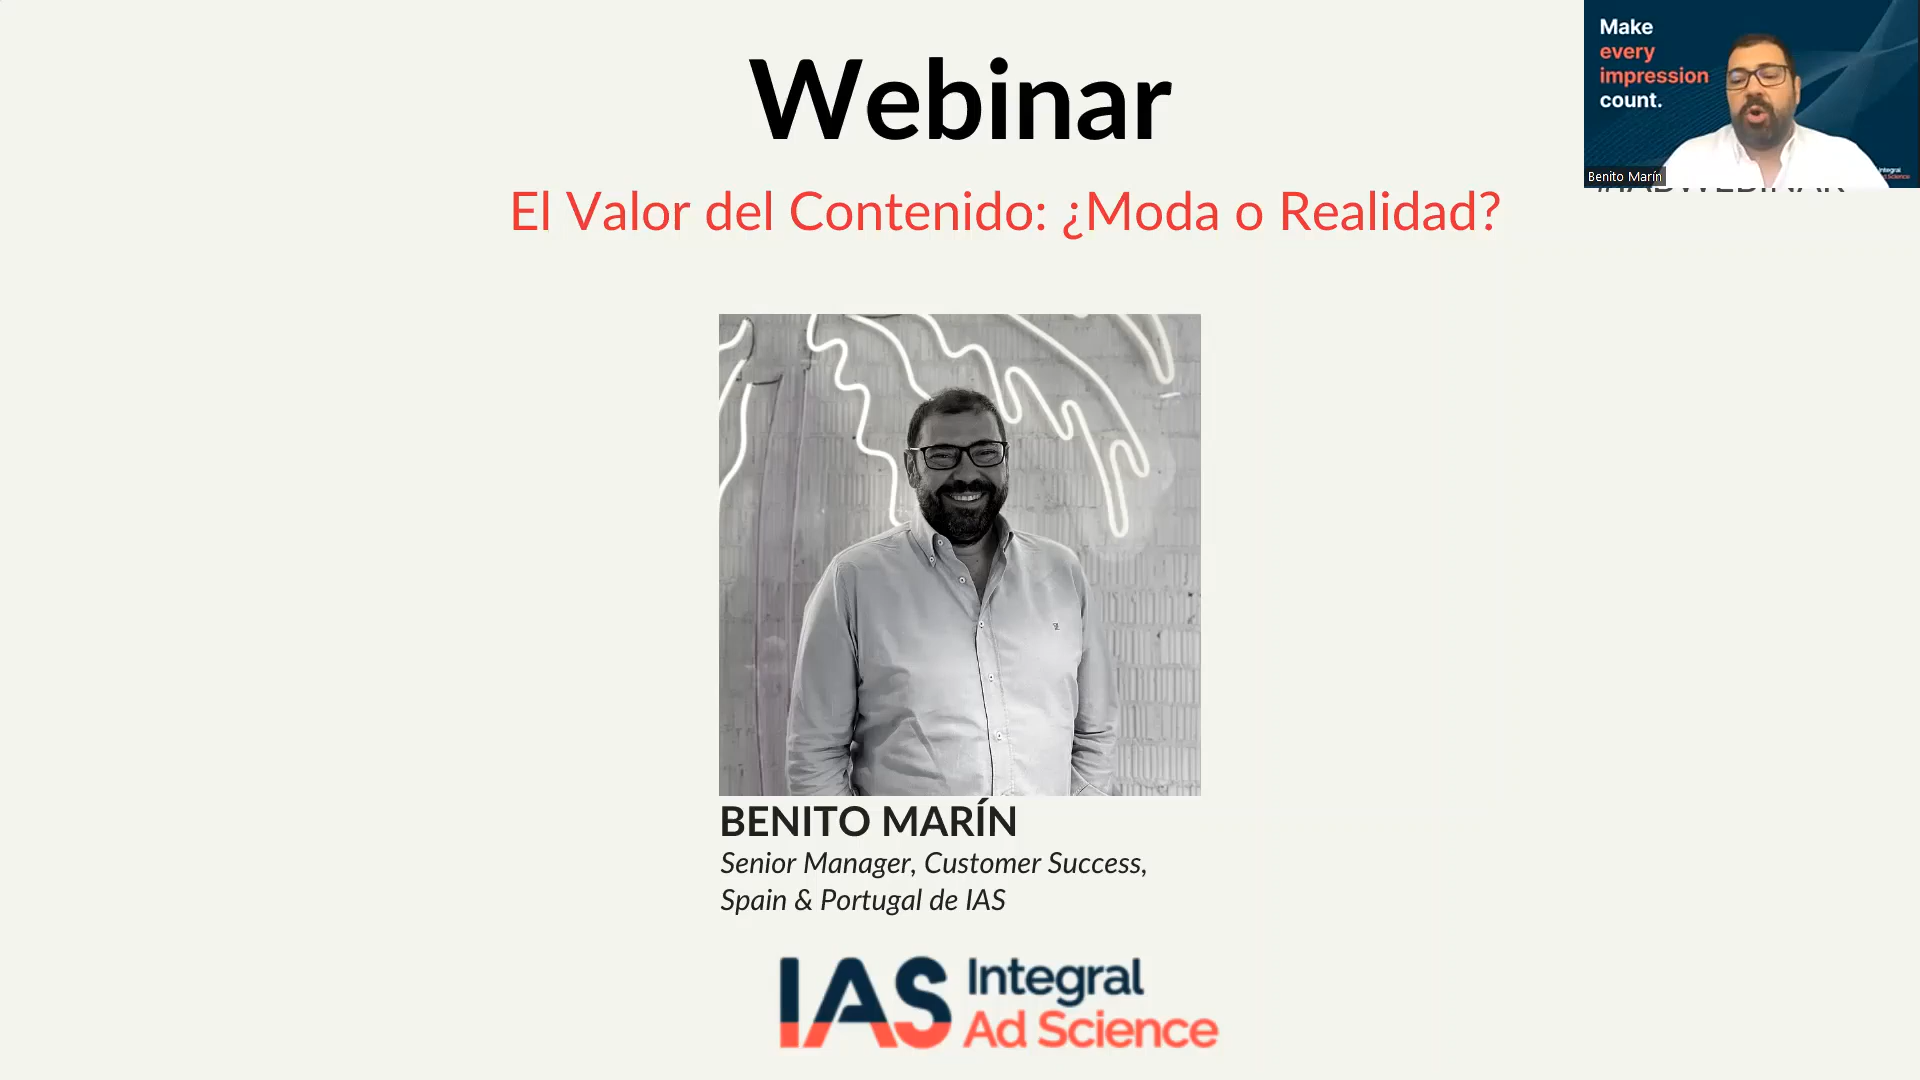 Webinar
El Valor del Contenido: ¿Moda o Realidad?
Make
every
impression
count.
Benito Marín
BENITO MARÍN
Senior Manager, Customer Success,
Spain & Portugal de IAS
IAS Integral
Ad Science